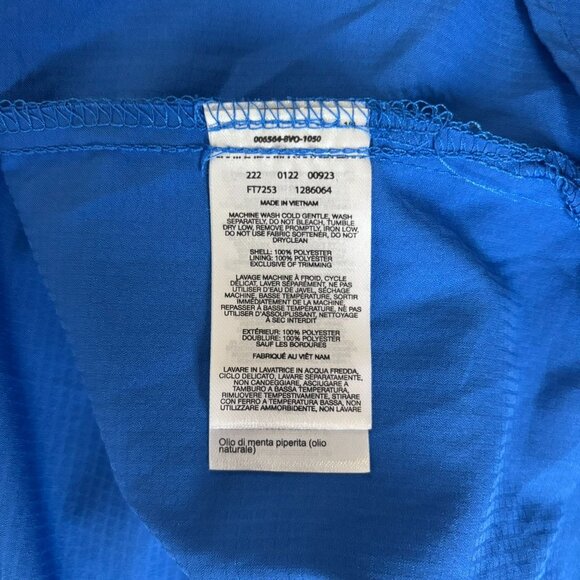 006564-8VO-1050
222 0122 00923
FT7253 1286064
MADE IN VIETNAM
MACHINE WASH COLD GENTLE, WASH
SEPARATELY, DO NOT BLEACH, TUMBLE
DRY LOW, REMOVE PROMPTLY, IRON LOW,
DO NOT USE FABRIC SOFTENER, DO NOT
DRYCLEAN
SHELL: 100% POLYESTER
LINING: 100% POLYESTER
EXCLUSIVE OF TRIMMING
LAVAGE MACHINE À FROID, CYCLE
DÉLICAT, LAVER SÉPARÉMENT, NE PAS
UTILISER D'EAU DE JAVEL, SÉCHAGE
MACHINE, BASSE TEMPÉRATURE, SORTIR
IMMÉDIATEMENT DE LA MACHINE,
REPASSER À BASSE TEMPÉRATURE, NE PAS
UTILISER D'ASSOUPLISSANT, NETTOYAGE
À SEC INTERDIT
EXTÉRIEUR: 100% POLYESTER
DOUBLURE: 100% POLYESTER
SAUF LES BORDURES
FABRIQUÉ AU VIÊT NAM
LAVARE IN LAVATRICE IN ACQUA FREDDA,
CICLO DELICATO, LAVARE SEPARATAMENTE,
NON CANDEGGIARE, ASCIUGARE A
TAMBURO A BASSA TEMPERATURA,
RIMUOVERE TEMPESTIVAMENTE, STIRARE
CON FERRO A TEMPERATURA BASSA, NON
UTILIZZARE AMMORBIDENTE, NON LAVARE
Olio di menta piperita (olio
naturale)